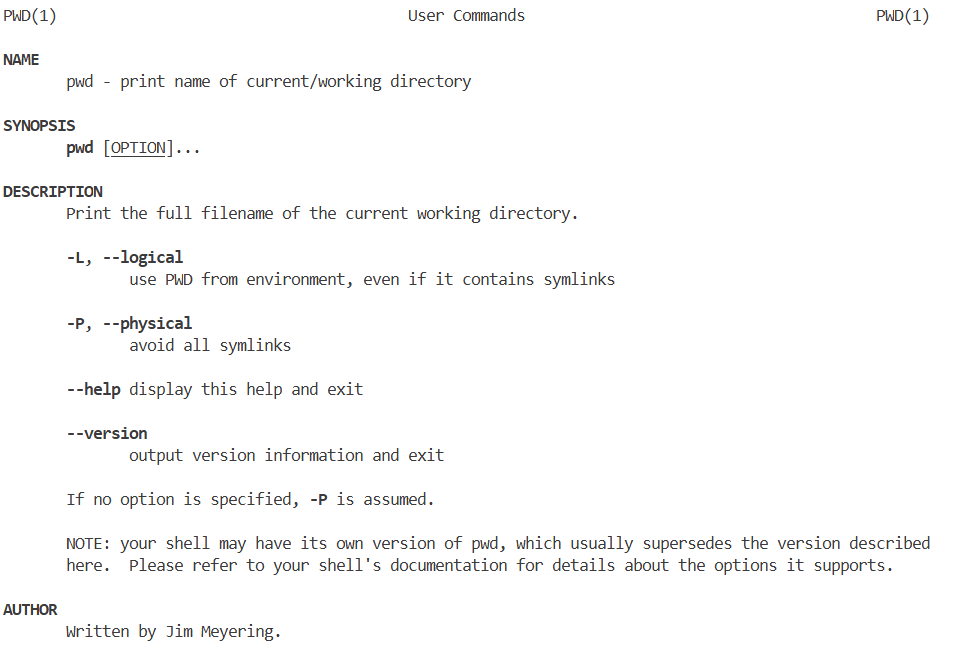 PWD(1) User Commands PWD(1)
NAME
pwd - print name of current/working directory
SYNOPSIS
pwd [OPTION]...
DESCRIPTION
Print the full filename of the current working directory.
-L, --logical
use PWD from environment, even if it contains symlinks
-P, --physical
avoid all symlinks
--help display this help and exit
--version
output version information and exit
If no option is specified, -P is assumed.
NOTE: your shell may have its own version of pwd, which usually supersedes the version described
here.  Please refer to your shell's documentation for details about the options it supports.
AUTHOR
Written by Jim Meyering.